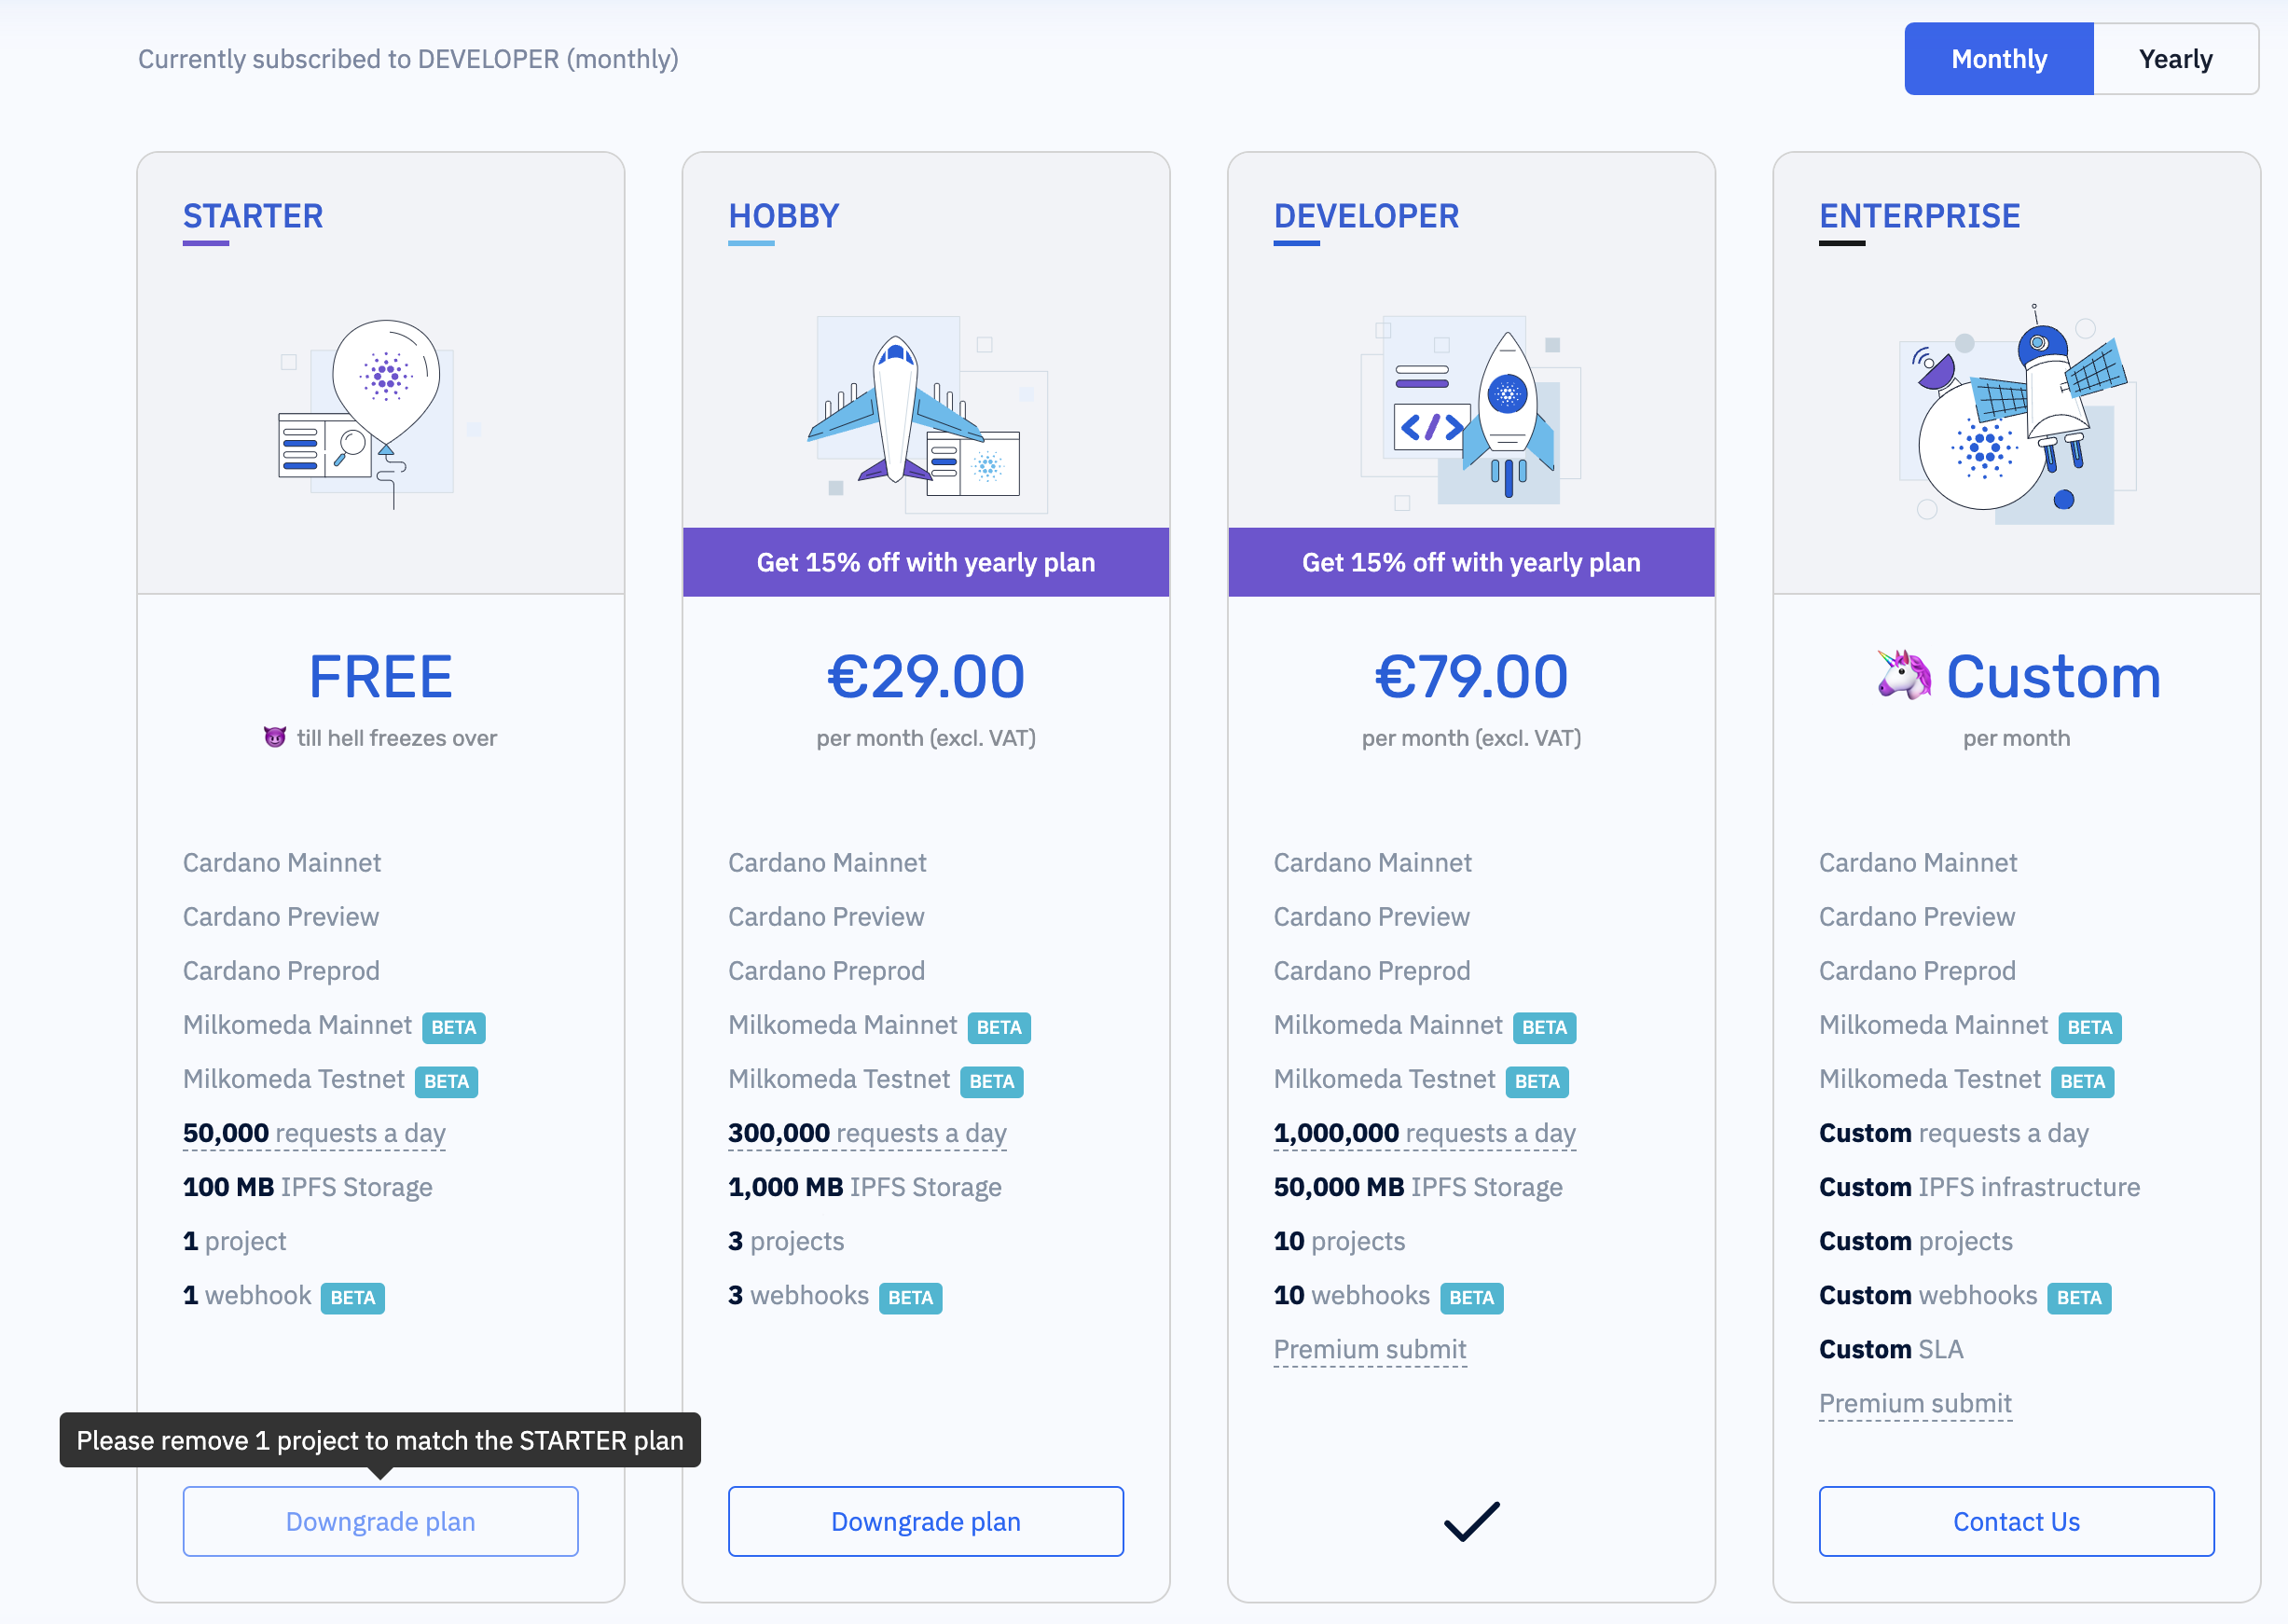 Currently subscribed to DEVELOPER (monthly)
Monthly
Yearly
STARTER
FREE
😈 till hell freezes over
Cardano Mainnet
Cardano Preview
Cardano Preprod
Milkomeda Mainnet BETA
Milkomeda Testnet BETA
50,000 requests a day
100 MB IPFS Storage
1 project
1 webhook BETA
Please remove 1 project to match the STARTER plan
Downgrade plan
HOBBY
Get 15% off with yearly plan
€29.00
per month (excl. VAT)
Cardano Mainnet
Cardano Preview
Cardano Preprod
Milkomeda Mainnet BETA
Milkomeda Testnet BETA
300,000 requests a day
1,000 MB IPFS Storage
3 projects
3 webhooks BETA
Downgrade plan
DEVELOPER
</>
Get 15% off with yearly plan
€79.00
per month (excl. VAT)
Cardano Mainnet
Cardano Preview
Cardano Preprod
Milkomeda Mainnet BETA
Milkomeda Testnet BETA
1,000,000 requests a day
50,000 MB IPFS Storage
10 projects
10 webhooks BETA
Premium submit
ENTERPRISE
🦄 Custom
per month
Cardano Mainnet
Cardano Preview
Cardano Preprod
Milkomeda Mainnet BETA
Milkomeda Testnet BETA
Custom requests a day
Custom IPFS infrastructure
Custom projects
Custom webhooks BETA
Custom SLA
Premium submit
Contact Us